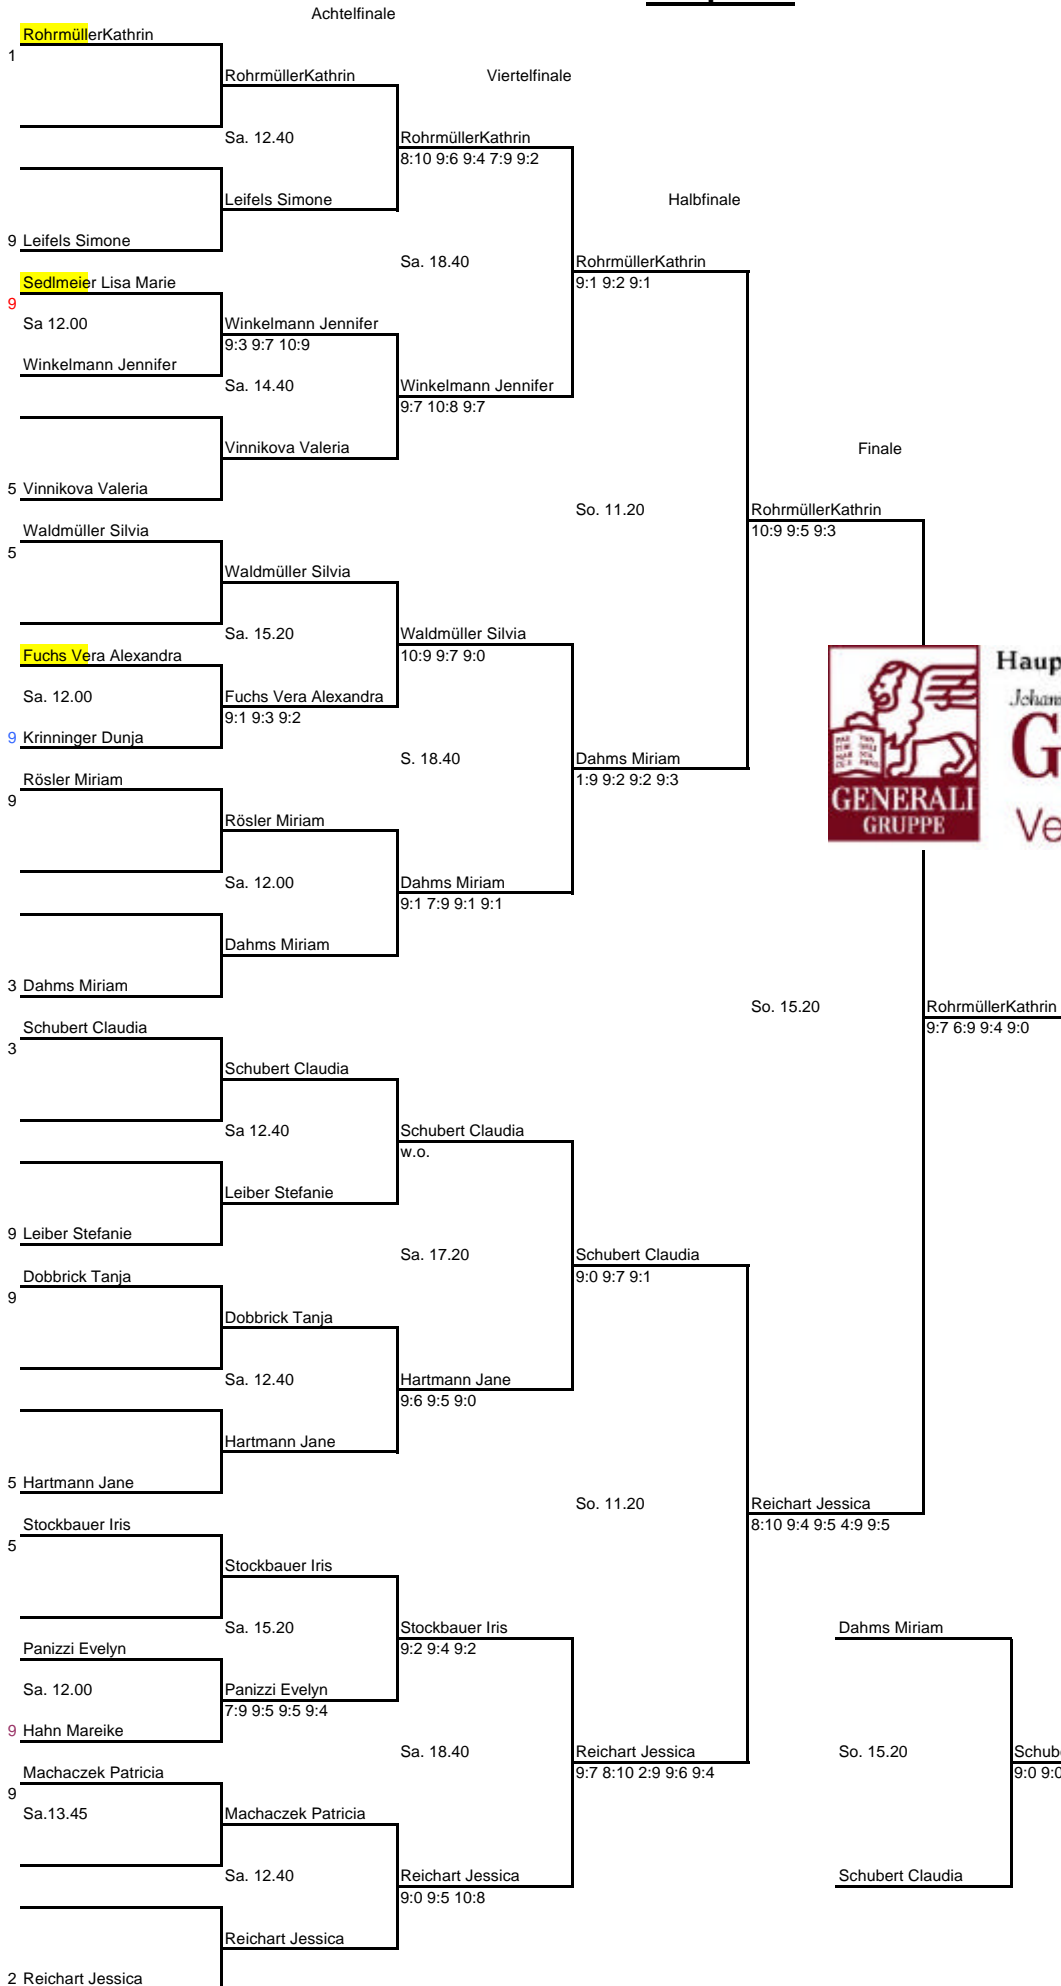 Achtelfinale
RohrmüllerKathrin
1
RohrmüllerKathrin
Viertelfinale
Sa. 12.40
RohrmüllerKathrin
8:10 9:6 9:4 7:9 9:2
Leifels Simone
Halbfinale
9 Leifels Simone
Sa. 18.40
RohrmüllerKathrin
9:1 9:2 9:1
Sedlmeier Lisa Marie
9
Sa 12.00
Winkelmann Jennifer
9:3 9:7 10:9
Winkelmann Jennifer
Sa. 14.40
Winkelmann Jennifer
9:7 10:8 9:7
Vinnikova Valeria
Finale
5 Vinnikova Valeria
So. 11.20
RohrmüllerKathrin
10:9 9:5 9:3
Waldmüller Silvia
5
Waldmüller Silvia
Sa. 15.20
Waldmüller Silvia
10:9 9:7 9:0
Fuchs Vera Alexandra
Sa. 12.00
Fuchs Vera Alexandra
9:1 9:3 9:2
9 Krinninger Dunja
S. 18.40
Dahms Miriam
1:9 9:2 9:2 9:3
GENERALI
GRUPPE
Haup
Johann
G
Ve
Rösler Miriam
9
Rösler Miriam
Sa. 12.00
Dahms Miriam
9:1 7:9 9:1 9:1
Dahms Miriam
3 Dahms Miriam
So. 15.20
RohrmüllerKathrin
9:7 6:9 9:4 9:0
Schubert Claudia
3
Schubert Claudia
Sa 12.40
Schubert Claudia
w.o.
Leiber Stefanie
9 Leiber Stefanie
Sa. 17.20
Schubert Claudia
9:0 9:7 9:1
Dobbrick Tanja
9
Dobbrick Tanja
Sa. 12.40
Hartmann Jane
9:6 9:5 9:0
Hartmann Jane
5 Hartmann Jane
So. 11.20
Reichart Jessica
8:10 9:4 9:5 4:9 9:5
Stockbauer Iris
5
Stockbauer Iris
Sa. 15.20
Stockbauer Iris
9:2 9:4 9:2
Dahms Miriam
Panizzi Evelyn
Sa. 12.00
Panizzi Evelyn
7:9 9:5 9:5 9:4
9 Hahn Mareike
Sa. 18.40
Reichart Jessica
9:7 8:10 2:9 9:6 9:4
So. 15.20
Schub
9:0 9:0
Machaczek Patricia
9
Sa.13.45
Machaczek Patricia
Sa. 12.40
Reichart Jessica
9:0 9:5 10:8
Schubert Claudia
Reichart Jessica
2 Reichart Jessica